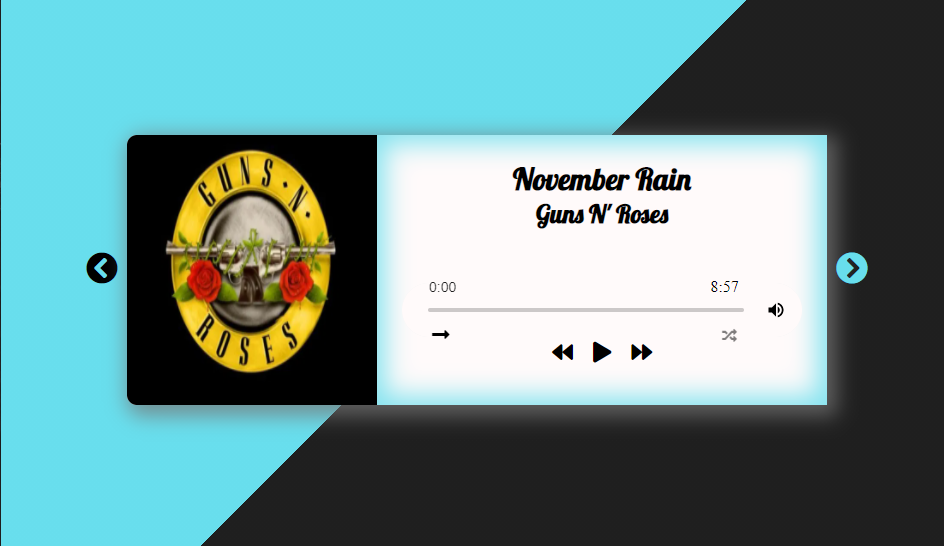 GUNS · N ·
ROSES
November Rain
Guns N' Roses
0:00
8:57